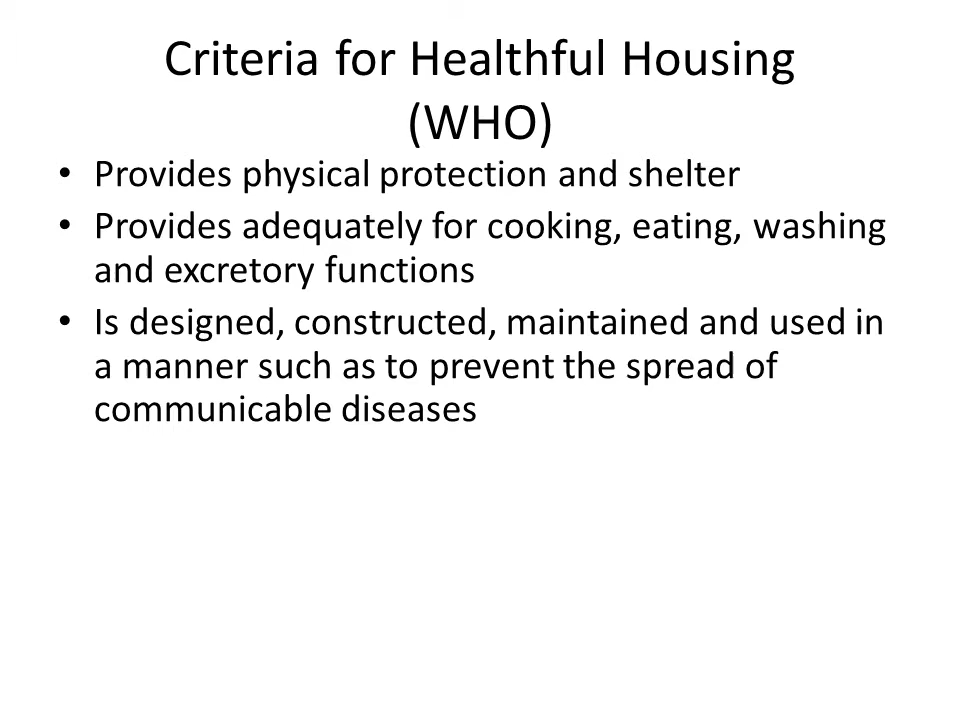 Criteria for Healthful Housing
(WHO)
• Provides physical protection and shelter
• Provides adequately for cooking, eating, washing
and excretory functions
• Is designed, constructed, maintained and used in
a manner such as to prevent the spread of
communicable diseases